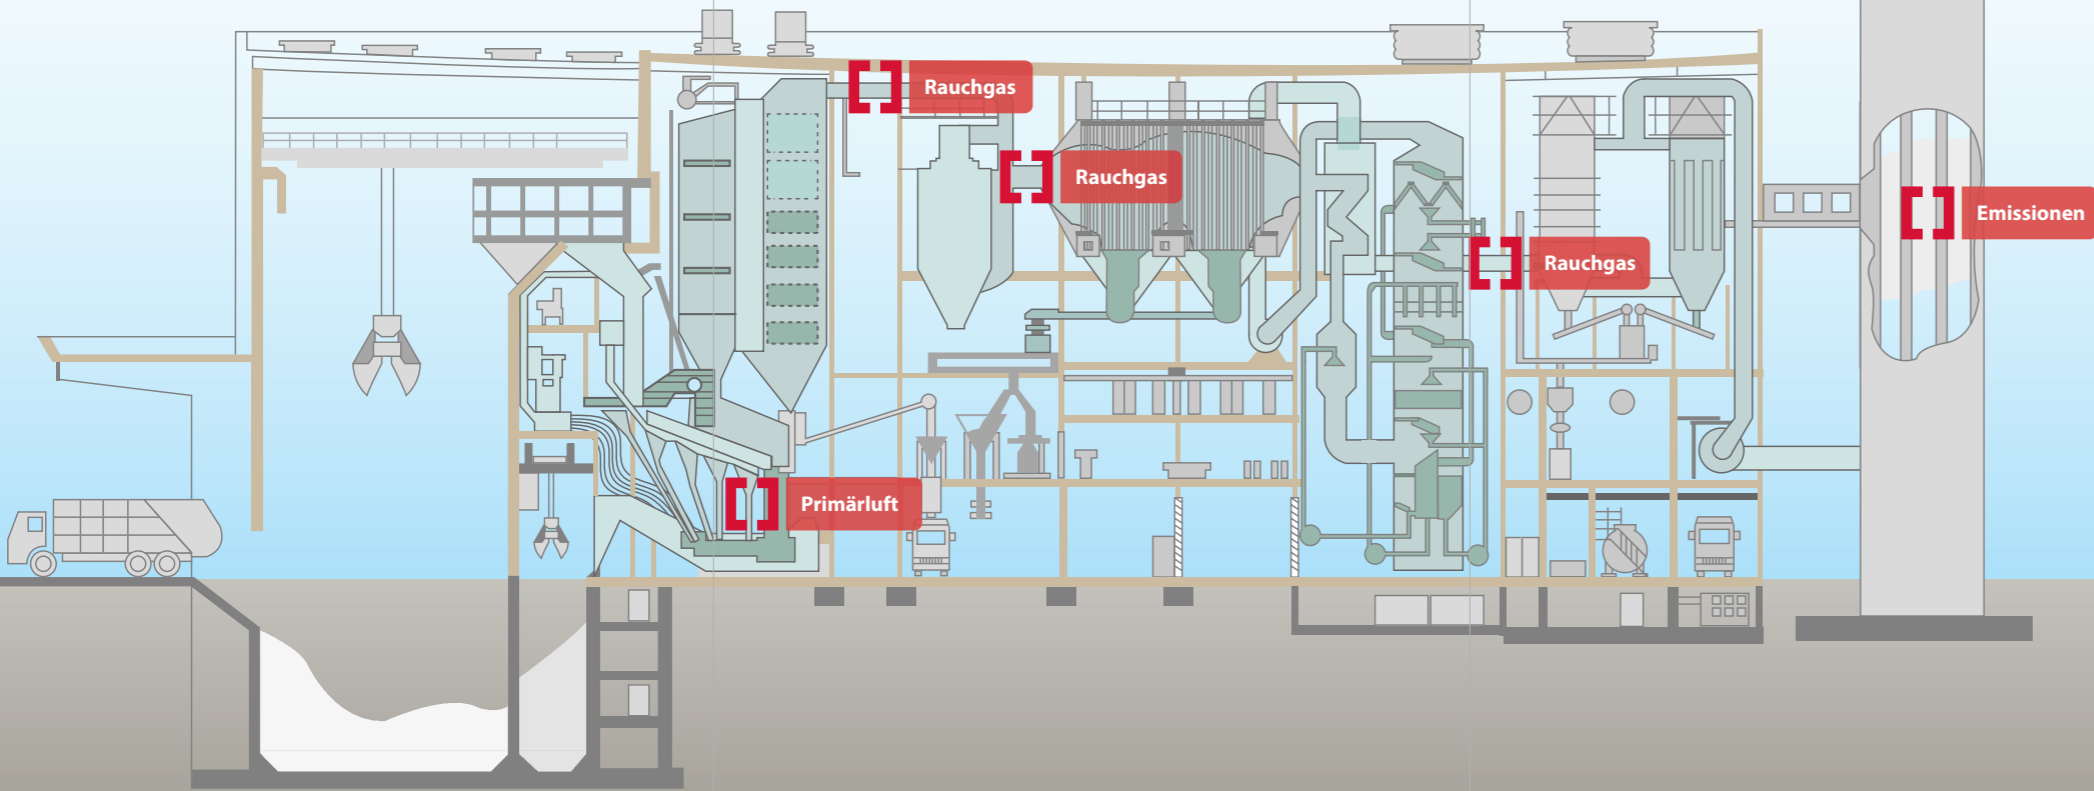 Rauchgas
Rauchgas
Emissionen
Rauchgas
Primärluft